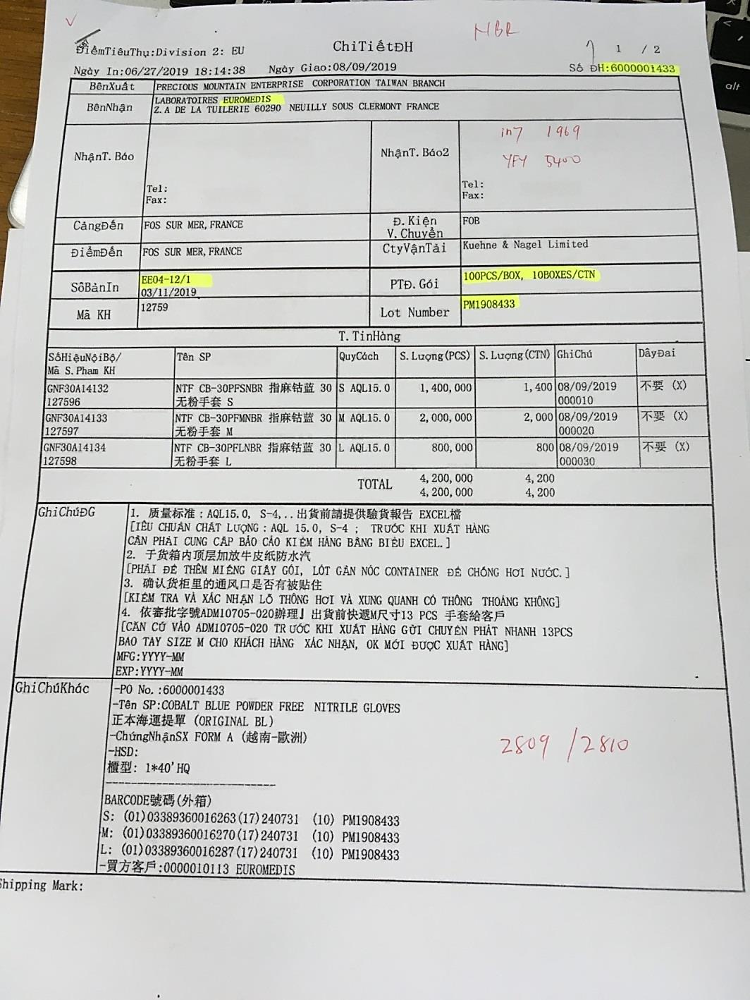 NBR
ĐiểmTiêuThụ:Division 2: EU
ChiTiếtĐH
1 / 2
Ngày In:06/27/2019 18:14:38 Ngày Giao:08/09/2019
Số ĐH:6000001433
BênXuất PRECIOUS MOUNTAIN ENTERPRISE CORPORATION TAIWAN BRANCH
BênNhận LABORATOIRES EUROMEDIS
Z.A DE LA TUILERIE 60290 NEUILLY SOUS CLERMONT FRANCE
in7 1969
YFY 5400
NhậnT.Báo
NhậnT.Báo2
Tel:
Fax:
Tel:
Fax:
CảngĐến FOS SUR MER,FRANCE
Đ.Kiện
V.Chuyển
FOB
ĐiểmĐến FOS SUR MER,FRANCE
CtyVậnTải Kuehne & Nagel Limited
SốBảnIn EE04-12/1
03/11/2019
PTĐ.Gói 100PCS/BOX, 10BOXES/CTN
Mã KH 12759
Lot Number PM1908433
T.TinHàng
SốHiệuNộiBộ/
Mã S.Pham KH
Tên SP QuyCách S.Lượng(PCS) S.Lượng(CTN) GhiChú DâyĐai
GNF30A14132 NTF CB-30PFSNBR 指麻钴蓝 30 S AQL15.0 1,400,000 1,400 08/09/2019 不要 (X)
127596 无粉手套 S 000010
GNF30A14133 NTF CB-30PFMNBR 指麻钴蓝 30 M AQL15.0 2,000,000 2,000 08/09/2019 不要 (X)
127597 无粉手套 M 000020
GNF30A14134 NTF CB-30PFLNBR 指麻钴蓝 30 L AQL15.0 800,000 800 08/09/2019 不要 (X)
127598 无粉手套 L 000030
TOTAL 4,200,000 4,200
4,200,000 4,200
GhiChúĐG
1. 质量标准：AQL15.0, S-4,..出貨前請提供驗貨報告 EXCEL檔
[IÊU CHUẨN CHẤT LƯỢNG : AQL 15.0, S-4 ; TRƯỚC KHI XUẤT HÀNG
CẦN PHẢI CUNG CẤP BÁO CÁO KIỂM HÀNG BẰNG BIỂU EXCEL.]
2. 于货箱内顶层加放牛皮纸防水汽
[PHẢI ĐỂ THÊM MIẾNG GIẤY GÓI, LÓT GẦN NÓC CONTAINER ĐỂ CHỐNG HƠI NƯỚC.]
3. 确认货柜里的通风口是否有被贴住
[KIỂM TRA VÀ XÁC NHẬN LỖ THÔNG HƠI VÀ XUNG QUANH CÓ THÔNG THOÁNG KHÔNG]
4. 依審批字號ADM10705-020辦理』出貨前快遞M尺寸13 PCS 手套給客戶
[CĂN CỨ VÀO ADM10705-020 TRƯỚC KHI XUẤT HÀNG GỬI CHUYỂN PHÁT NHANH 13PCS
BAO TAY SIZE M CHO KHÁCH HÀNG XÁC NHẬN, OK MỚI ĐƯỢC XUẤT HÀNG]
MFG:YYYY-MM
EXP:YYYY-MM
GhiChúKhác
-PO No.:6000001433
-Tên SP:COBALT BLUE POWDER FREE NITRILE GLOVES
正本海運提單 (ORIGINAL BL)
-ChứngNhậnSX FORM A (越南-歐洲)
-HSD:
櫃型: 1*40'HQ
2809 / 2810
------------------------------
BARCODE號碼(外箱)
S: (01)03389360016263(17)240731 (10) PM1908433
M: (01)03389360016270(17)240731 (10) PM1908433
L: (01)03389360016287(17)240731 (10) PM1908433
-買方客戶:0000010113 EUROMEDIS
Shipping Mark: